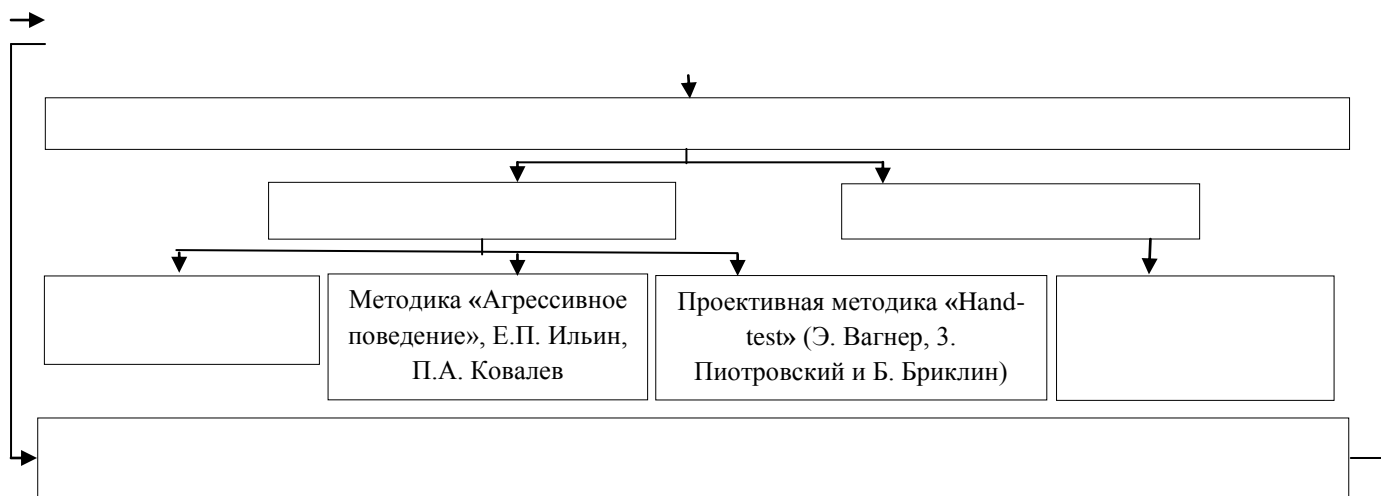 Методика «Агрессивное
поведение», Е.П. Ильин,
П.А. Ковалев
Проективная методика «Hand-
test» (Э. Вагнер, З.
Пиотровский и Б. Бриклин)